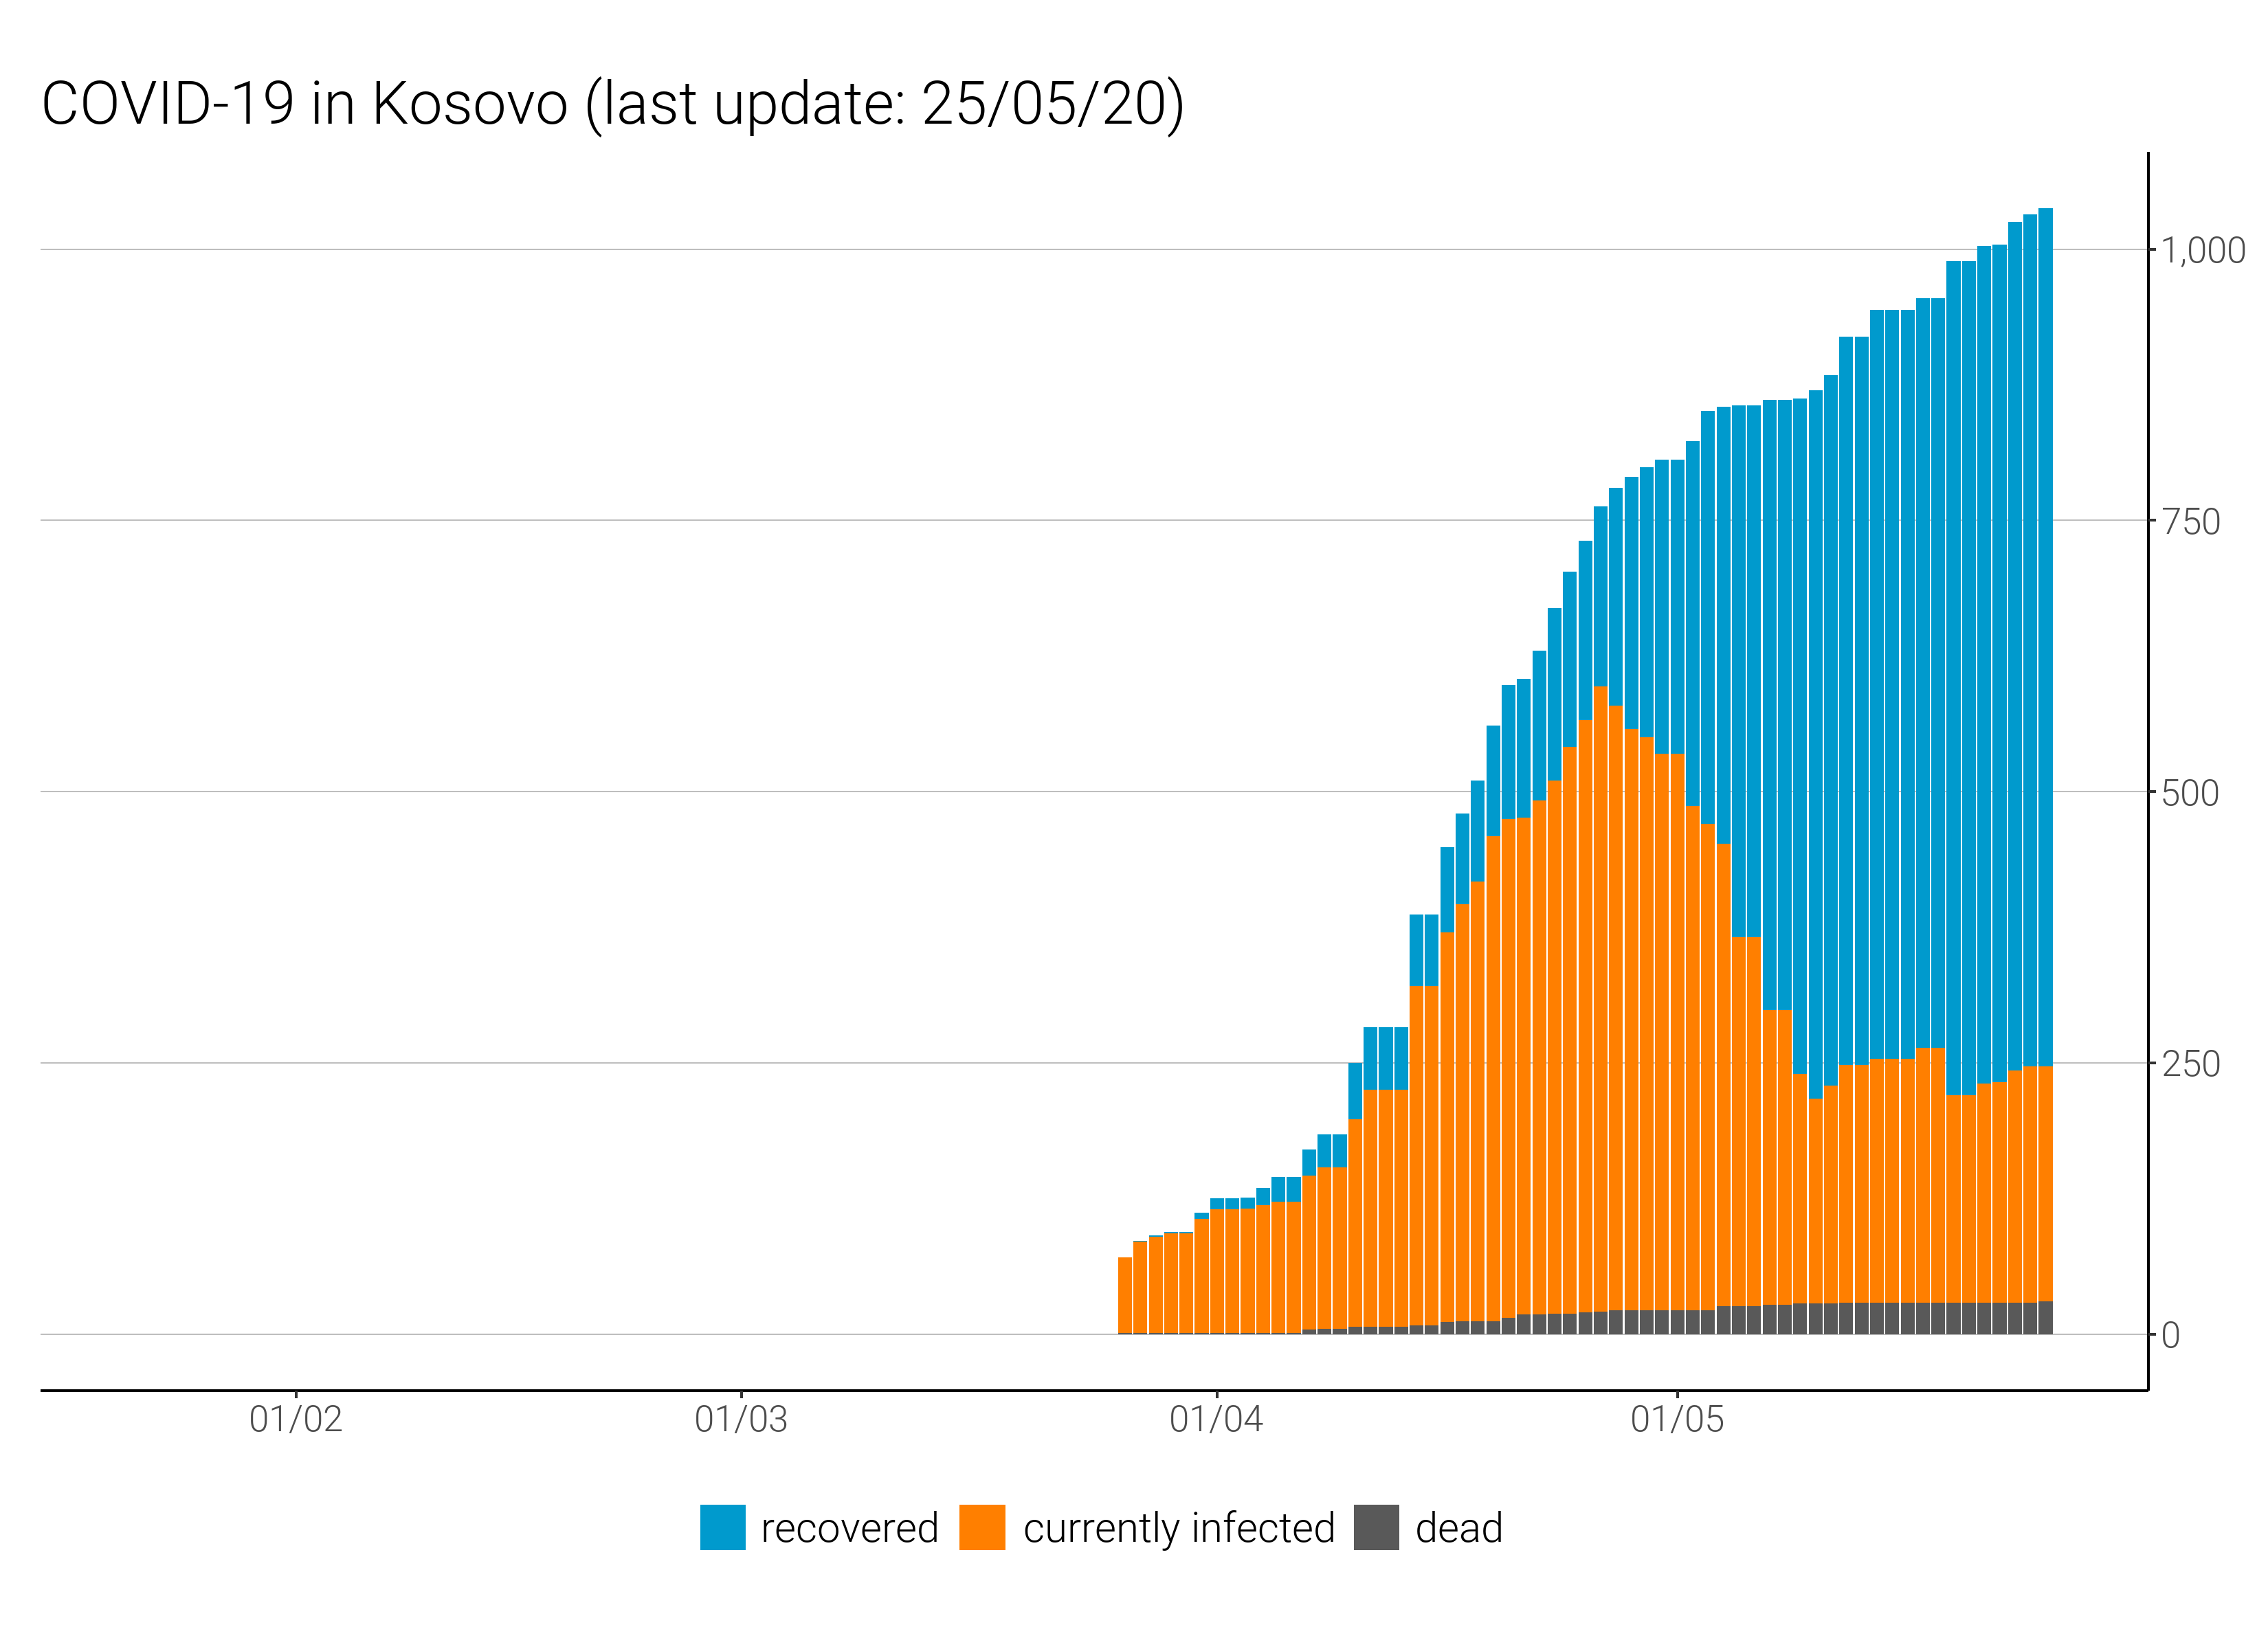 COVID-19 in Kosovo (last update: 25/05/20)
1,000
750
500
250
0
01/02 01/03 01/04 01/05
recovered currently infected dead